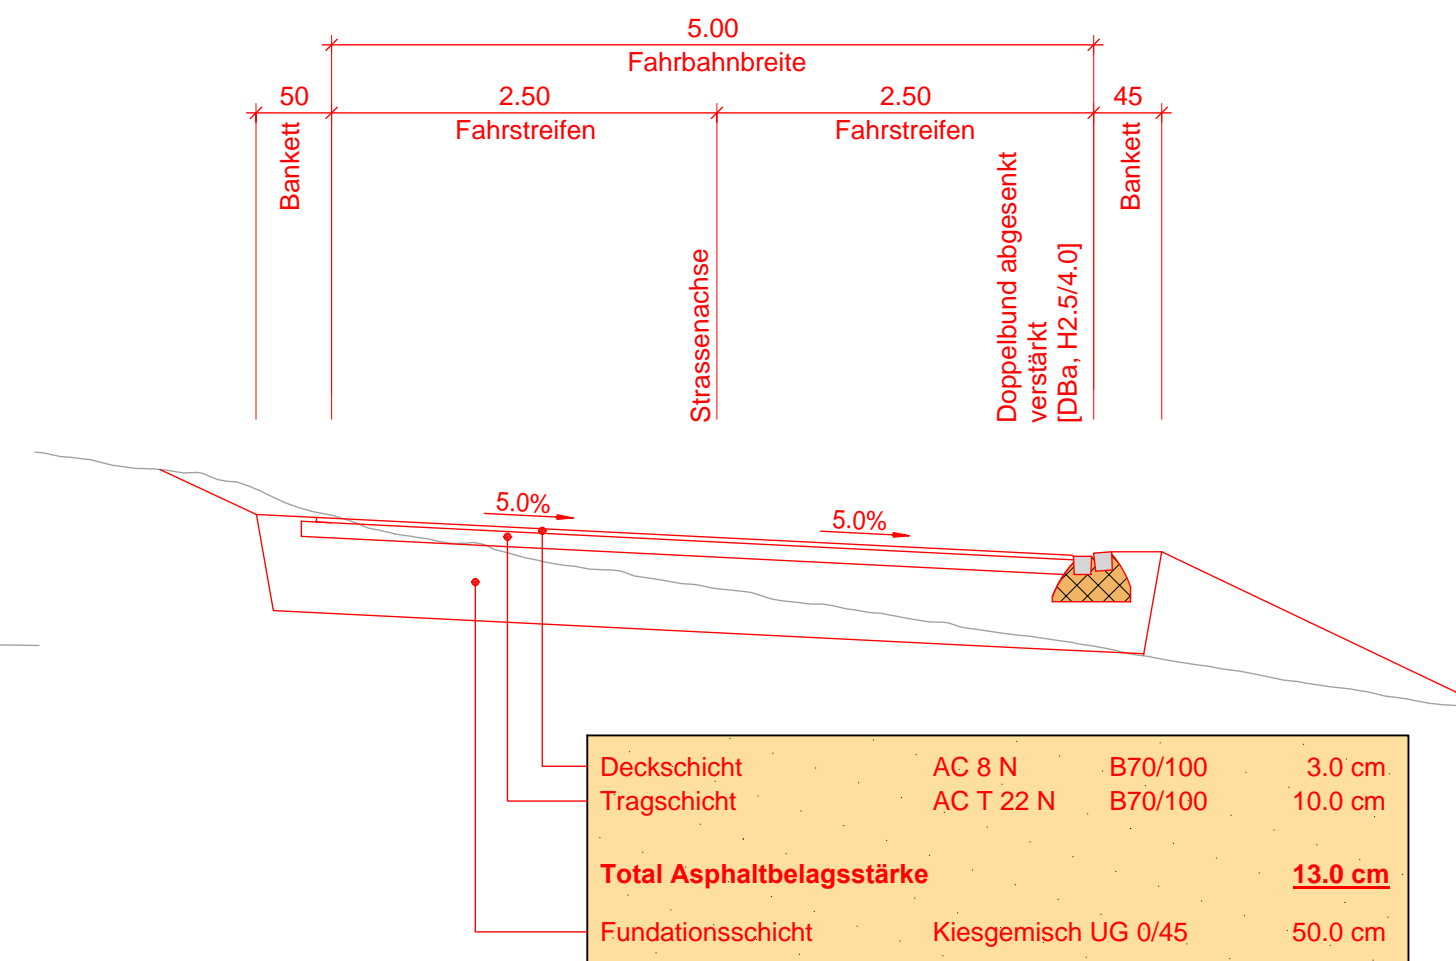 5.00
Fahrbahnbreite
50
2.50
2.50
45
Bankett
Fahrstreifen
Fahrstreifen
Bankett
Strassenachse
Doppelbund abgesenkt
verstärkt
[DBa, H2.5/4.0]
5.0%
5.0%
Deckschicht AC 8 N B70/100 3.0 cm
Tragschicht AC T 22 N B70/100 10.0 cm
Total Asphaltbelagsstärke 13.0 cm
Fundationsschicht Kiesgemisch UG 0/45 50.0 cm